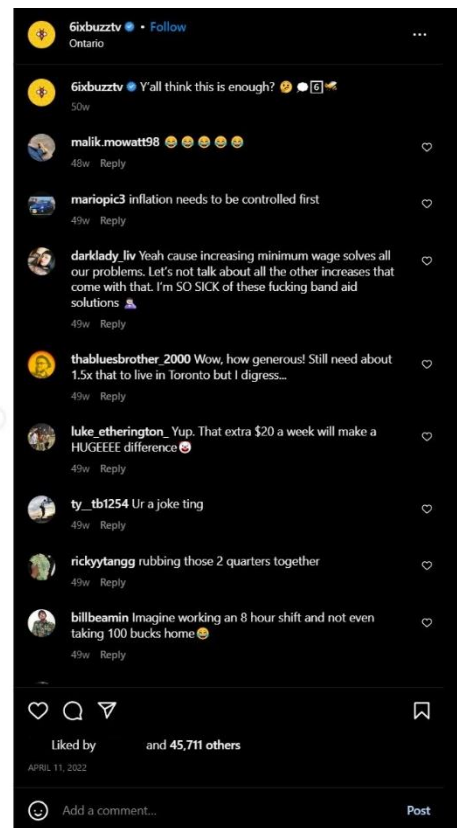 6ixbuzztv • Follow
Ontario
6ixbuzztv Y'all think this is enough? 🤔 💬 6️⃣ 🐝
50w
malik.mowatt98 😂 😂 😂 😂 😂
48w Reply
mariopic3 inflation needs to be controlled first
49w Reply
darklady_liv Yeah cause increasing minimum wage solves all
our problems. Let's not talk about all the other increases that
come with that. I'm SO SICK of these fucking band aid
solutions 🤦🏻‍♀️
49w Reply
thabluesbrother_2000 Wow, how generous! Still need about
1.5x that to live in Toronto but I digress...
49w Reply
luke_etherington_ Yup. That extra $20 a week will make a
HUGEEEE difference🤡
49w Reply
ty__tb1254 Ur a joke ting
49w Reply
rickyytangg rubbing those 2 quarters together
49w Reply
billbeamin Imagine working an 8 hour shift and not even
taking 100 bucks home😂
49w Reply
Liked by and 45,711 others
APRIL 11, 2022
Add a comment... Post